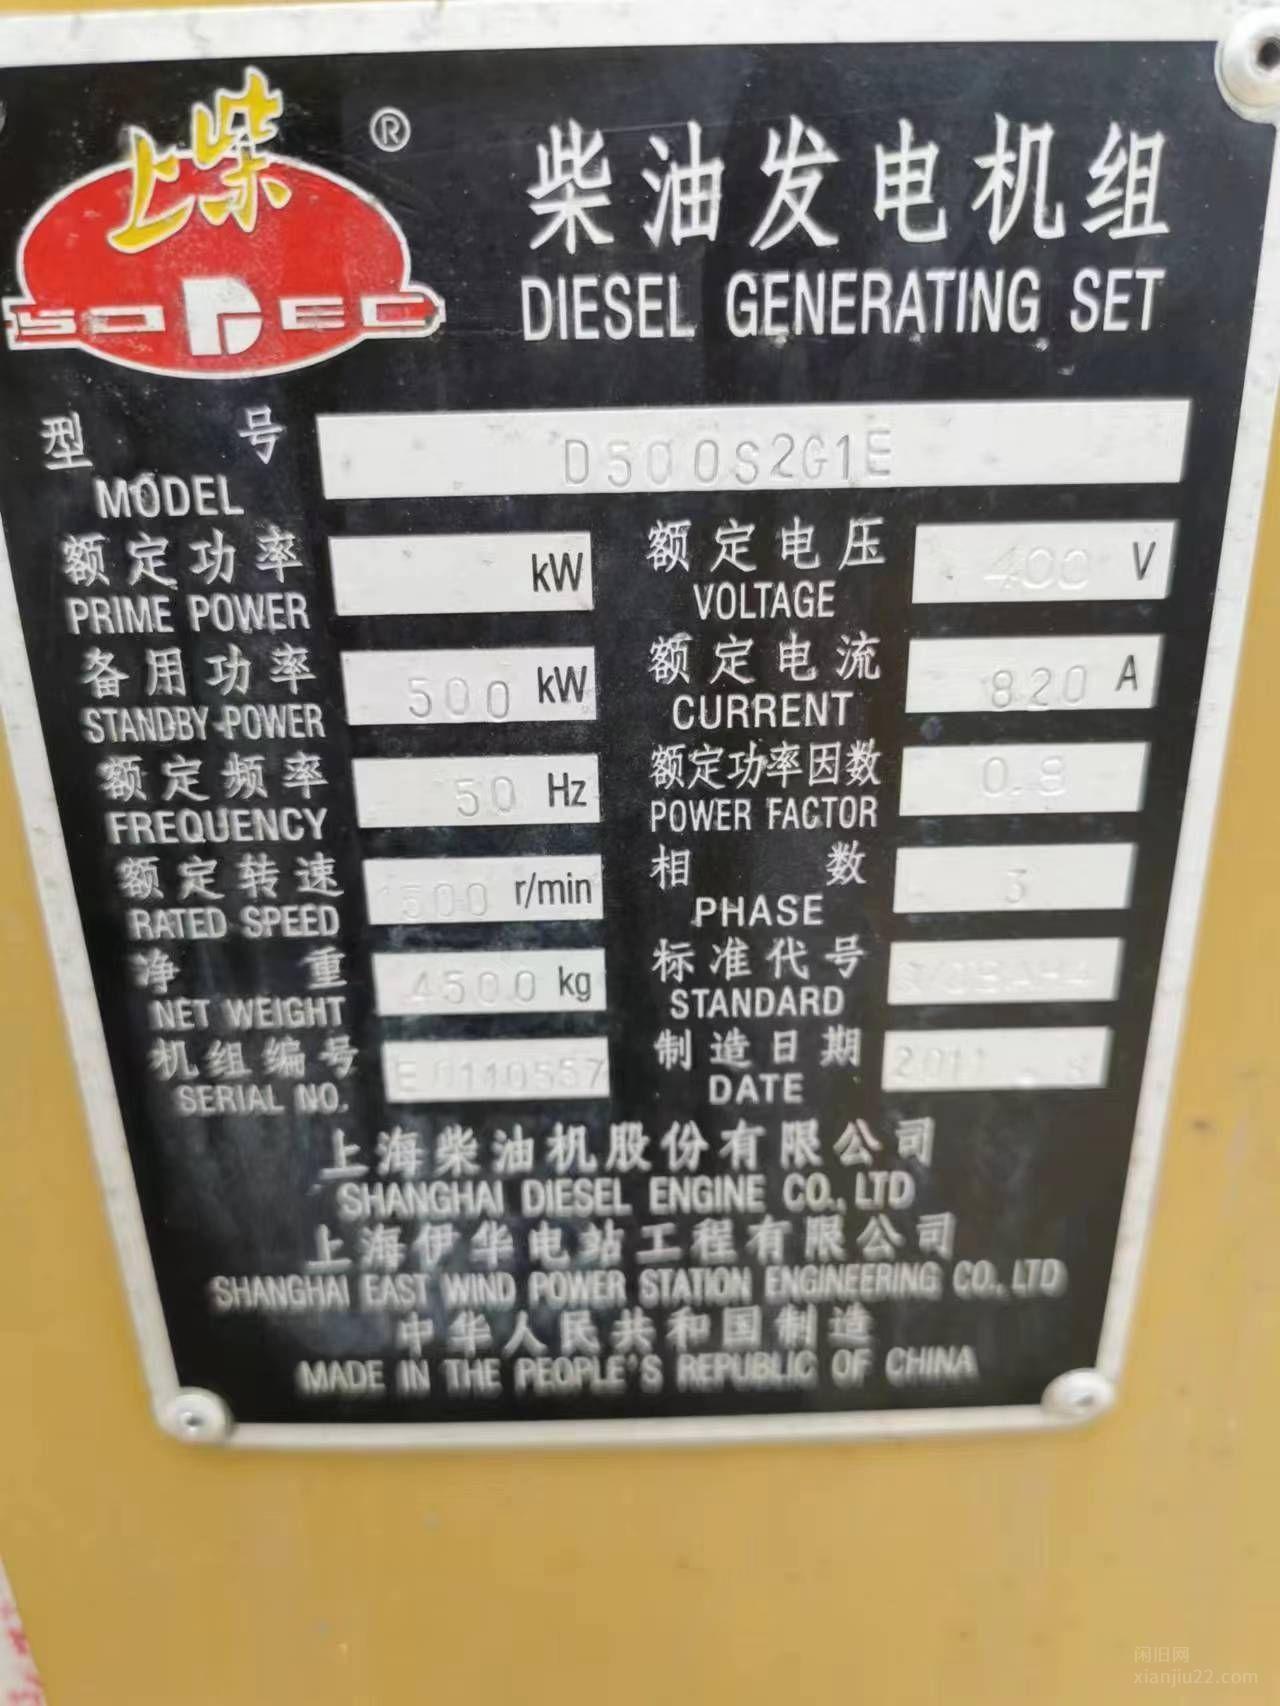 上柴
®
SDEC
柴油发电机组
DIESEL GENERATING SET
型号 D500S2G1E
MODEL
额定功率 kW 额定电压 400 V
PRIME POWER VOLTAGE
备用功率 500 kW 额定电流 820 A
STANDBY POWER CURRENT
额定频率 50 Hz 额定功率因数 0.8
FREQUENCY POWER FACTOR
额定转速 1500 r/min 相数 3
RATED SPEED PHASE
净重 4500 kg 标准代号
NET WEIGHT STANDARD
机组编号 E0110557 制造日期 2011 . 8
SERIAL NO. DATE
上海柴油机股份有限公司
SHANGHAI DIESEL ENGINE CO., LTD
上海伊华电站工程有限公司
SHANGHAI EAST WIND POWER STATION ENGINEERING CO., LTD
中华人民共和国制造
MADE IN THE PEOPLE'S REPUBLIC OF CHINA
闲旧网
xianjiu22.com